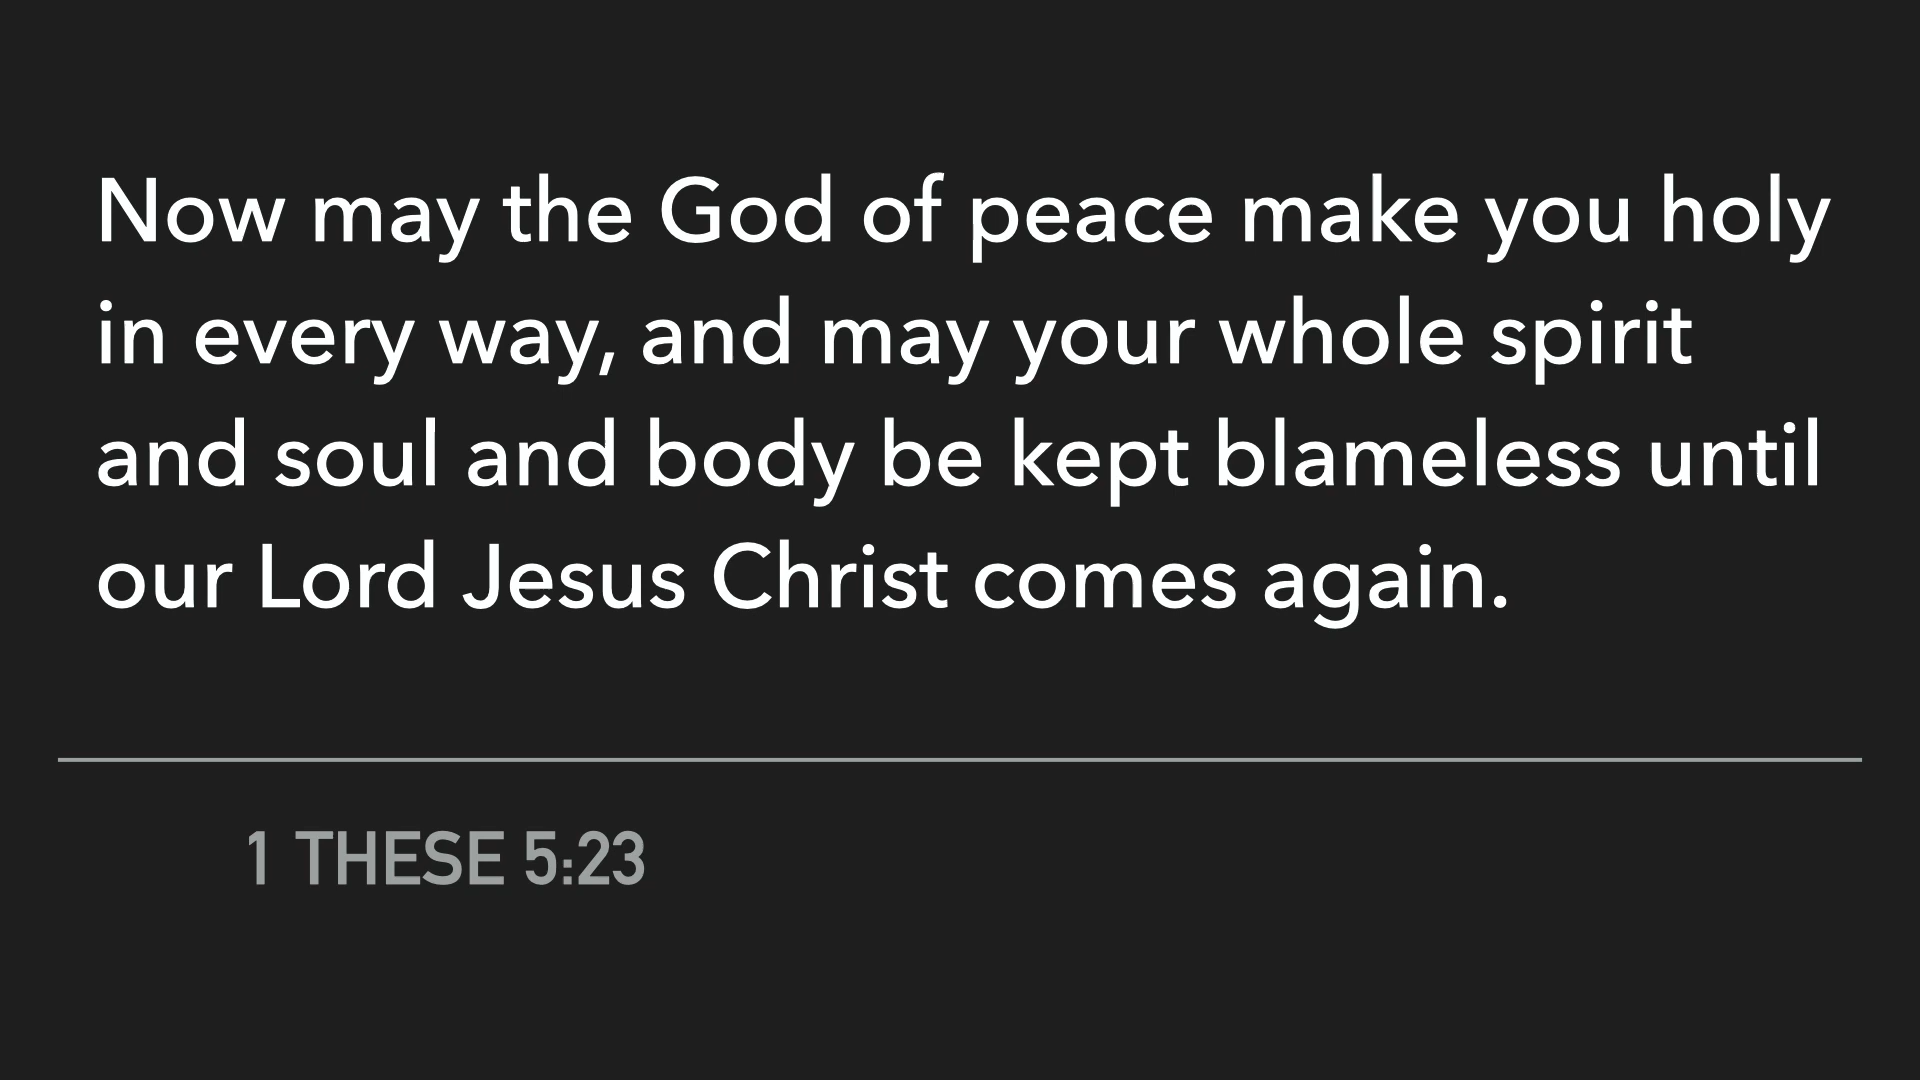 Now may the God of peace make you holy
in every way, and may your whole spirit
and soul and body be kept blameless until
our Lord Jesus Christ comes again.
1 THESE 5:23